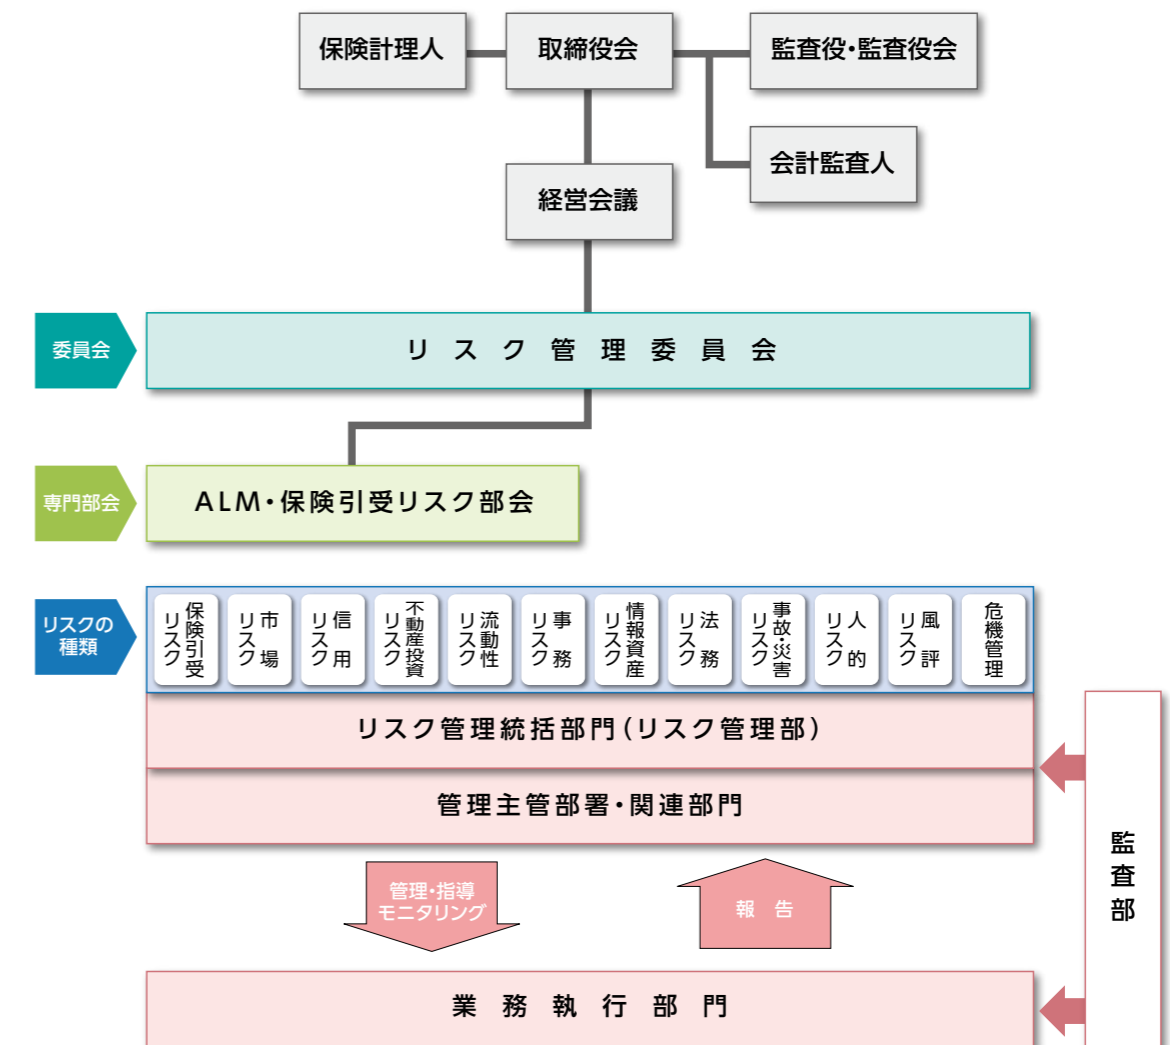 保険計理人
取締役会
監査役・監査役会
会計監査人
経営会議
委員会
リスク管理委員会
専門部会
ALM・保険引受リスク部会
リスクの
種類
保険引受
リスク
市場
リスク
信用
リスク
不動産投資
リスク
流動性
リスク
事務
リスク
情報資産
リスク
法務
リスク
事故・災害
リスク
人的
リスク
風評
リスク
危機管理
リスク管理統括部門(リスク管理部)
管理主管部署・関連部門
管理・指導
モニタリング
報告
監査部
業務執行部門